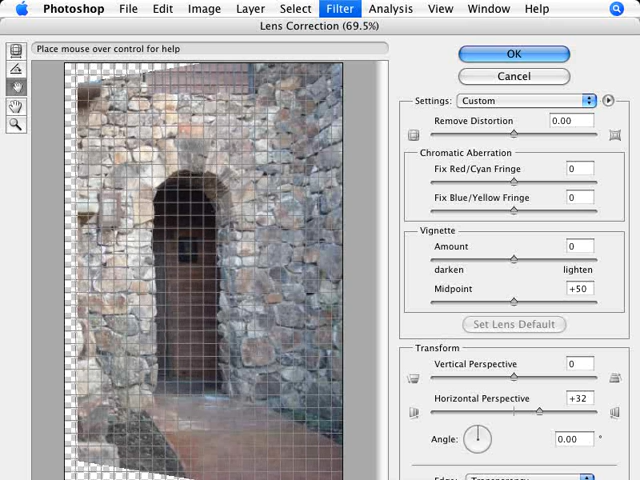 Photoshop File Edit Image Layer Select Filter Analysis View Window Help
Lens Correction (69.5%)
Place mouse over control for help
OK
Cancel
Settings: Custom
Remove Distortion 0.00
Chromatic Aberration
Fix Red/Cyan Fringe 0
Fix Blue/Yellow Fringe 0
Vignette
Amount 0
darken lighten
Midpoint +50
Set Lens Default
Transform
Vertical Perspective 0
Horizontal Perspective +32
Angle: 0.00 °
Edge: Transparency